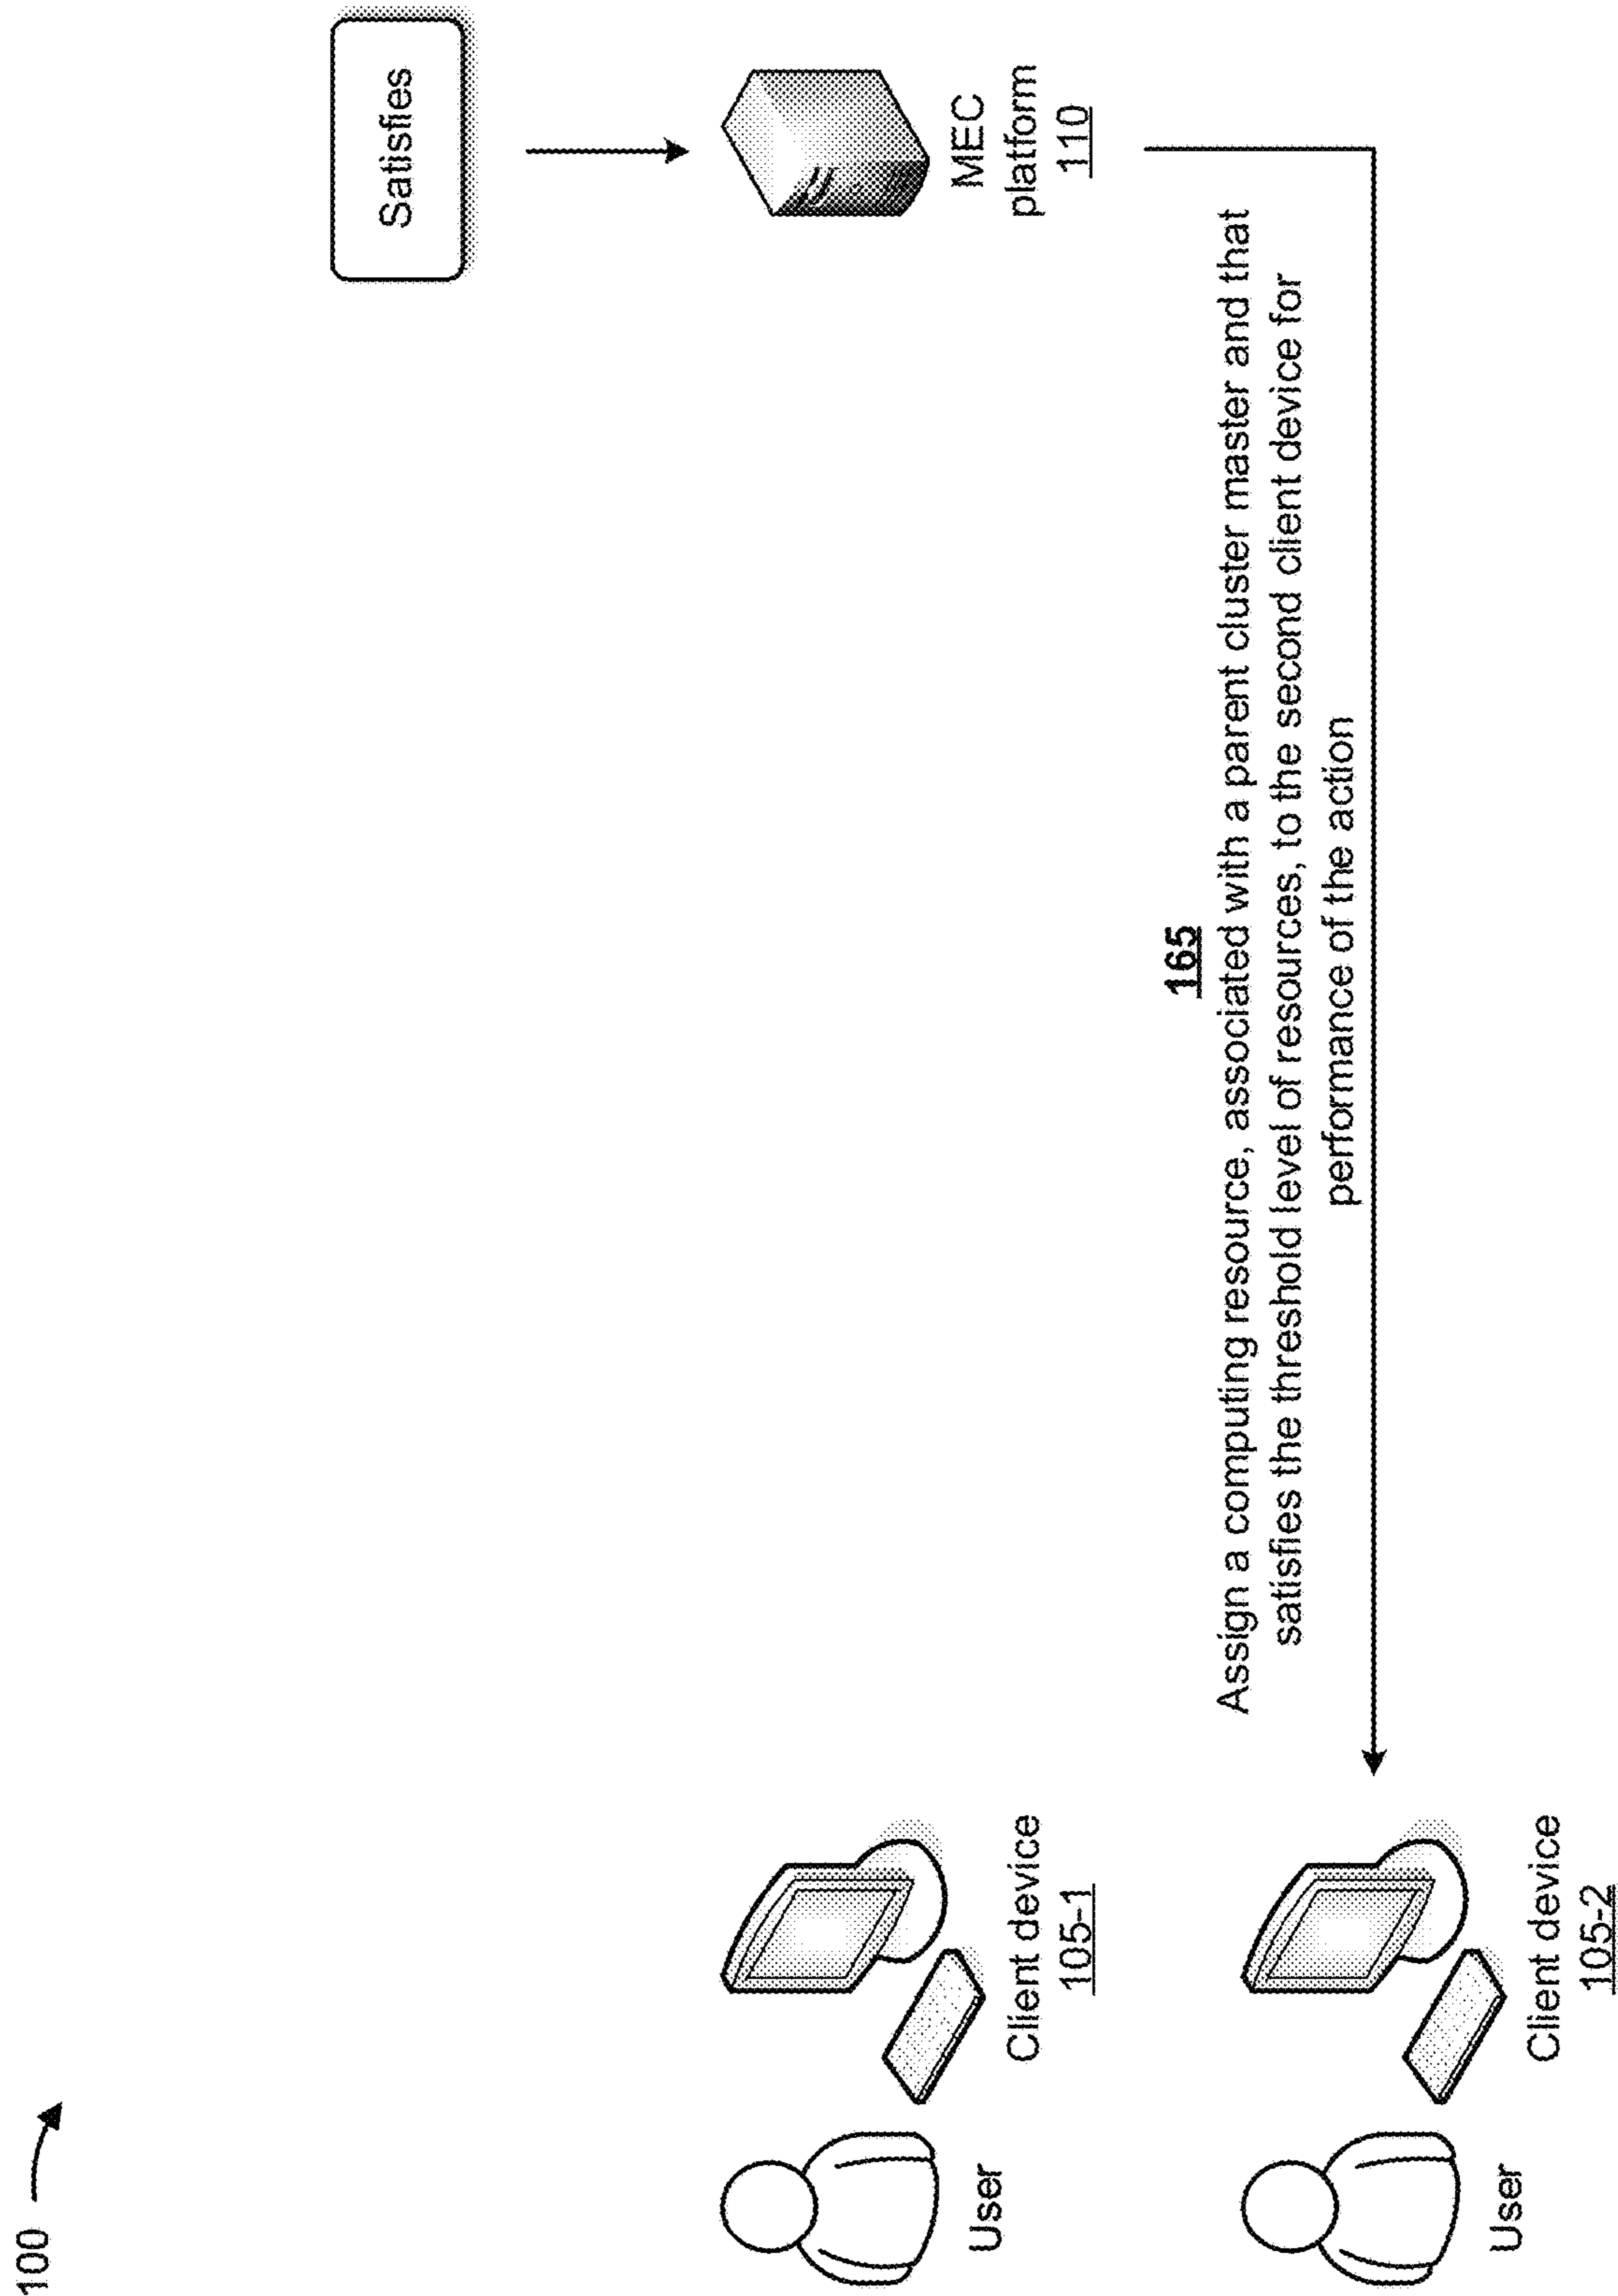 100
Satisfies
MEC
platform
110
165
Assign a computing resource, associated with a parent cluster master and that
satisfies the threshold level of resources, to the second client device for
performance of the action
User
Client device
105-1
User
Client device
105-2